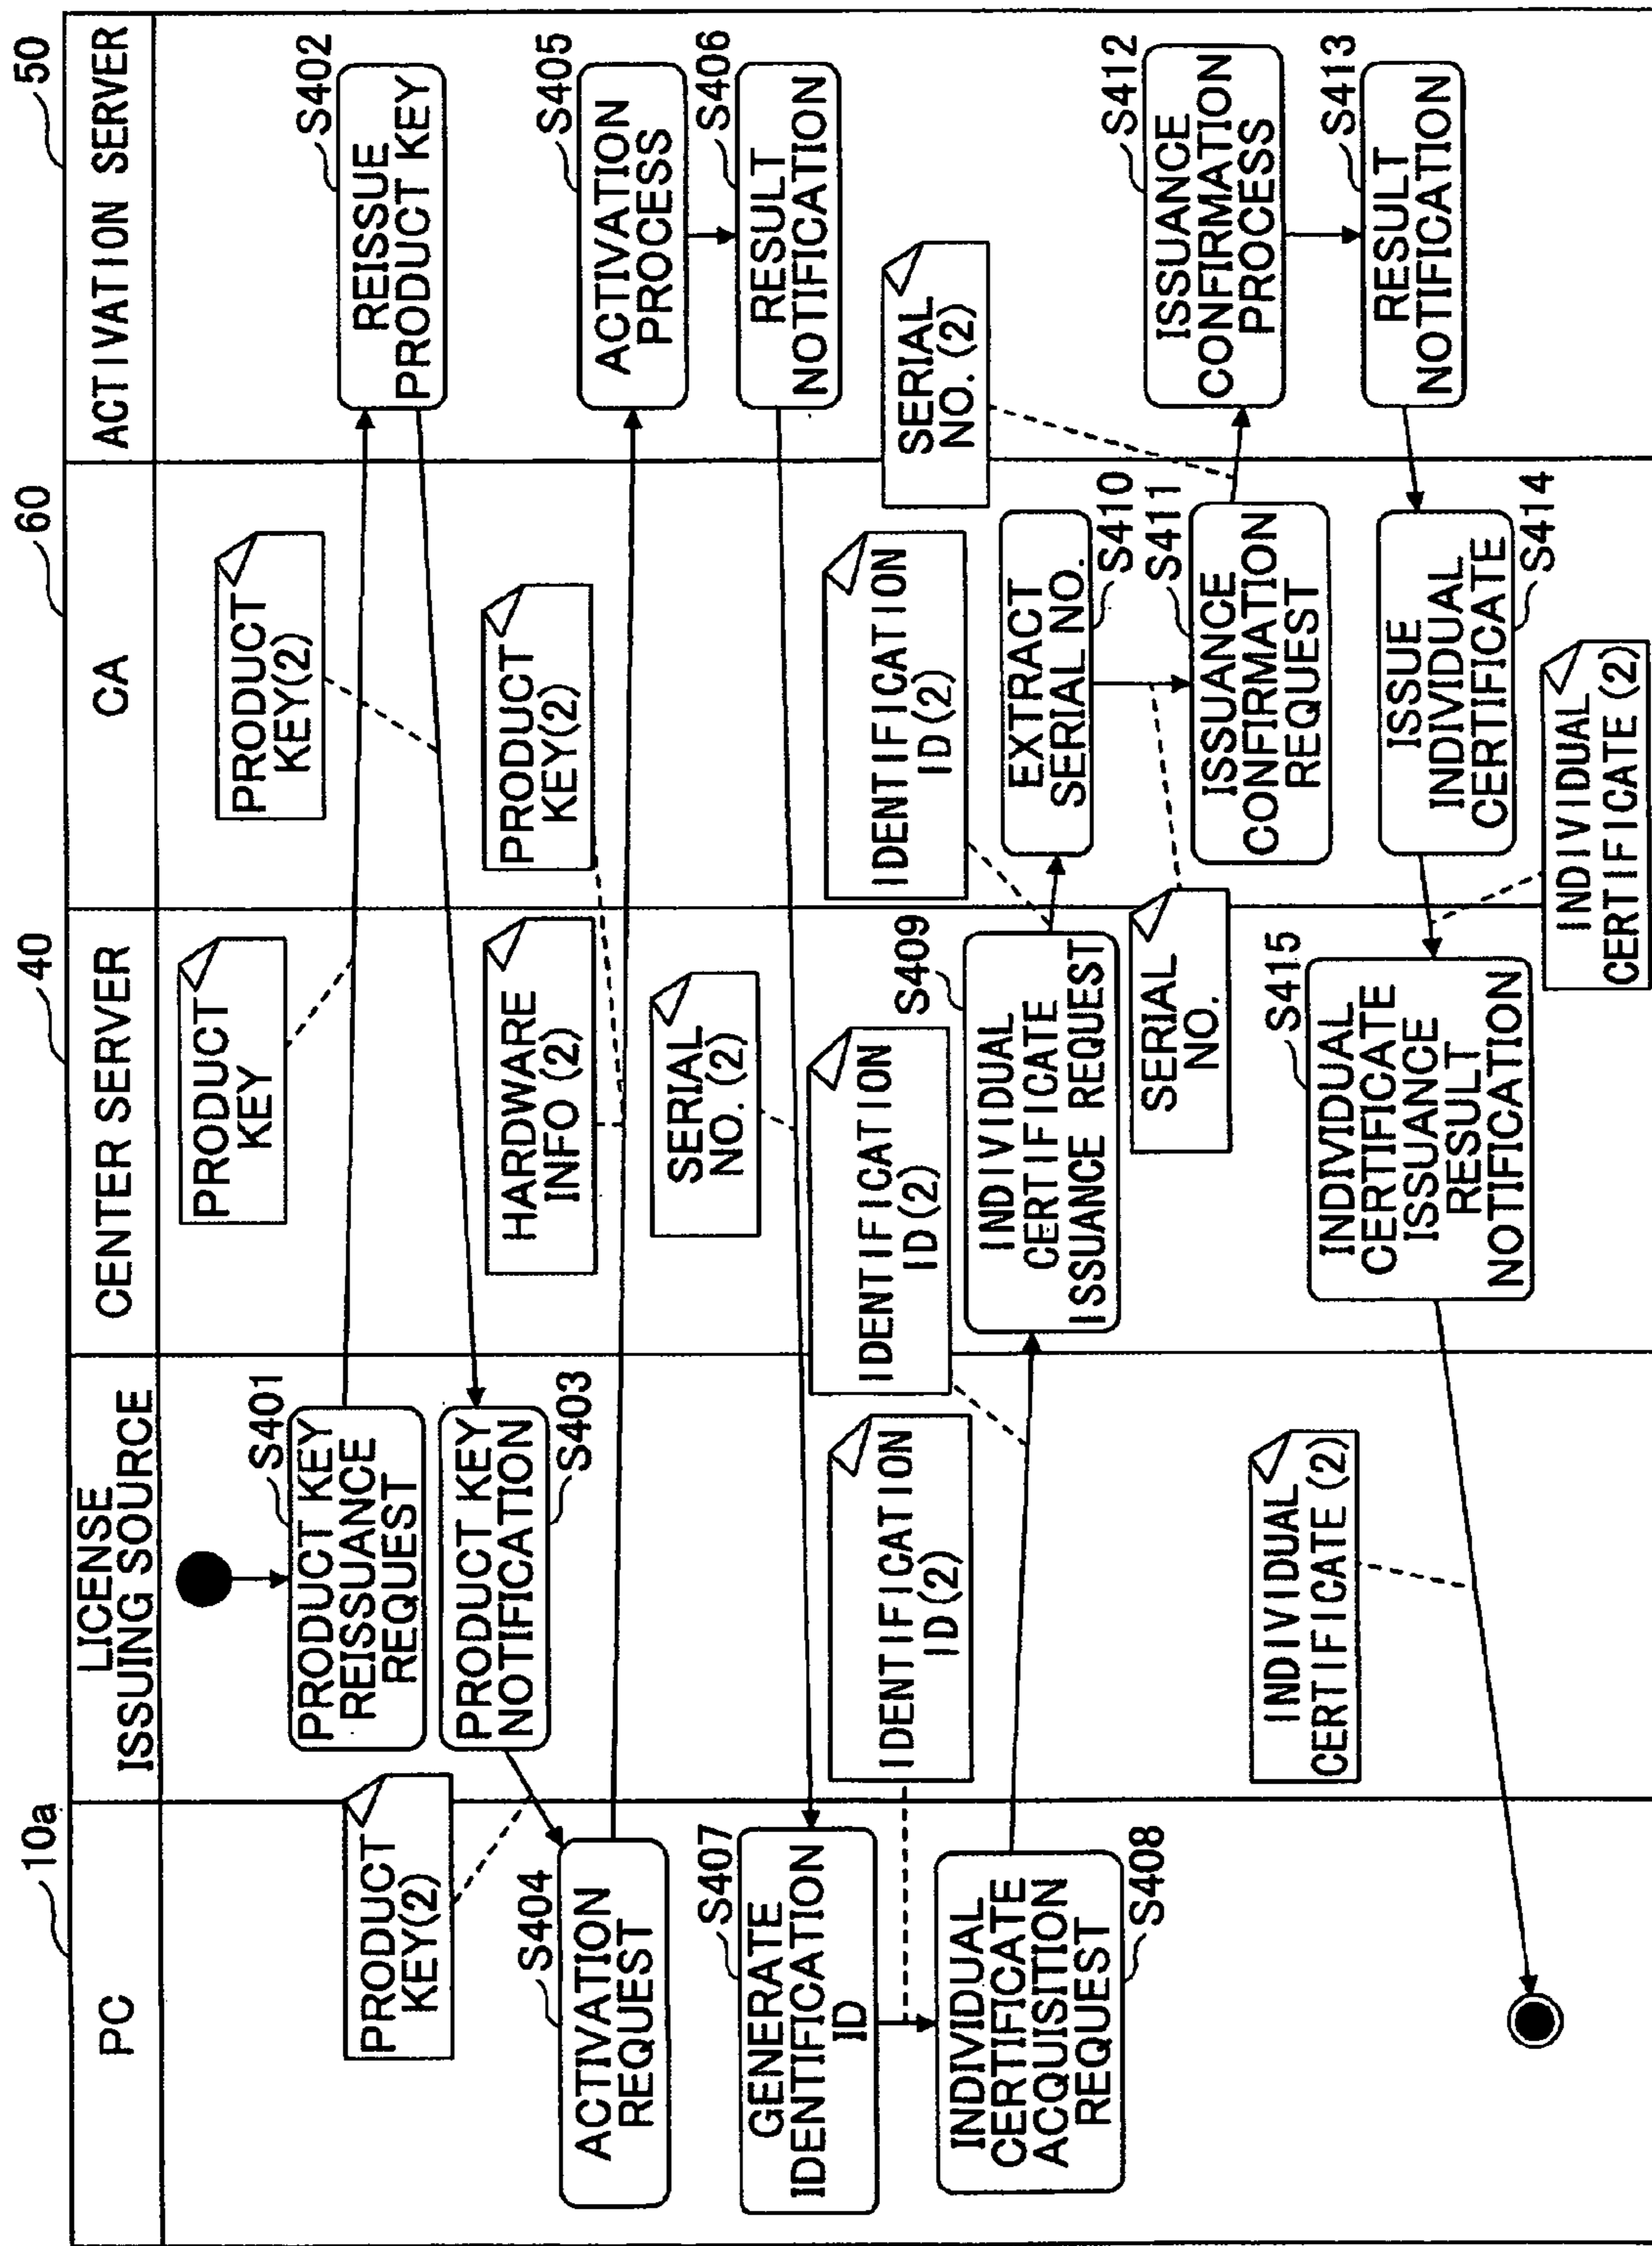 10a
40
60
50
PC
LICENSE
ISSUING SOURCE
CENTER SERVER
CA
ACTIVATION SERVER
S401
PRODUCT KEY
REISSUANCE
REQUEST
PRODUCT
KEY
S402
REISSUE
PRODUCT KEY
PRODUCT
KEY(2)
PRODUCT KEY
NOTIFICATION
S403
PRODUCT
KEY(2)
S404
ACTIVATION
REQUEST
HARDWARE
INFO (2)
PRODUCT
KEY(2)
S405
ACTIVATION
PROCESS
S406
RESULT
NOTIFICATION
SERIAL
NO. (2)
S407
GENERATE
IDENTIFICATION
ID
IDENTIFICATION
ID(2)
INDIVIDUAL
CERTIFICATE
ACQUISITION
REQUEST
S408
IDENTIFICATION
ID(2)
S409
INDIVIDUAL
CERTIFICATE
ISSUANCE REQUEST
IDENTIFICATION
ID(2)
EXTRACT
SERIAL NO.
S410
SERIAL
NO.
S411
ISSUANCE
CONFIRMATION
REQUEST
SERIAL
NO. (2)
S412
ISSUANCE
CONFIRMATION
PROCESS
S413
RESULT
NOTIFICATION
ISSUE
INDIVIDUAL
CERTIFICATE
S414
INDIVIDUAL
CERTIFICATE(2)
S415
INDIVIDUAL
CERTIFICATE
ISSUANCE
RESULT
NOTIFICATION
INDIVIDUAL
CERTIFICATE(2)